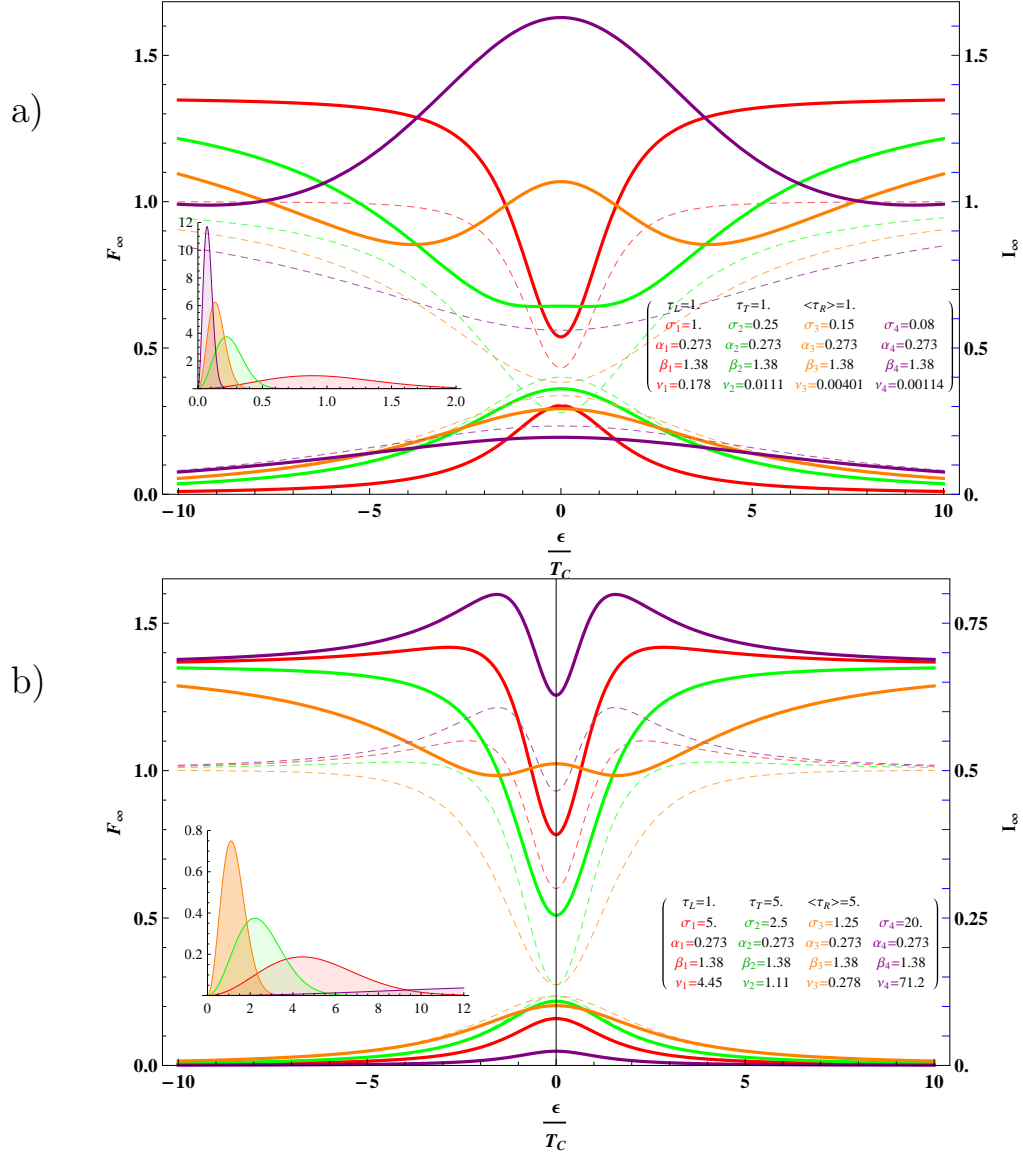 a)
1.5
1.0
0.5
0.0
F∞
1.5
1.0
0.5
0.
I∞
12
10
8
6
4
2
0.0 0.5 1.0 1.5 2.0
τL=1. τT=1. <τR>=1.
σ1=1. σ2=0.25 σ3=0.15 σ4=0.08
α1=0.273 α2=0.273 α3=0.273 α4=0.273
β1=1.38 β2=1.38 β3=1.38 β4=1.38
ν1=0.178 ν2=0.0111 ν3=0.00401 ν4=0.00114
−10 −5 0 5 10
ϵ
TC
b)
1.5
1.0
0.5
0.0
F∞
0.75
0.5
0.25
0.
I∞
0.8
0.6
0.4
0.2
0 2 4 6 8 10 12
τL=1. τT=5. <τR>=5.
σ1=5. σ2=2.5 σ3=1.25 σ4=20.
α1=0.273 α2=0.273 α3=0.273 α4=0.273
β1=1.38 β2=1.38 β3=1.38 β4=1.38
ν1=4.45 ν2=1.11 ν3=0.278 ν4=71.2
−10 −5 0 5 10
ϵ
TC